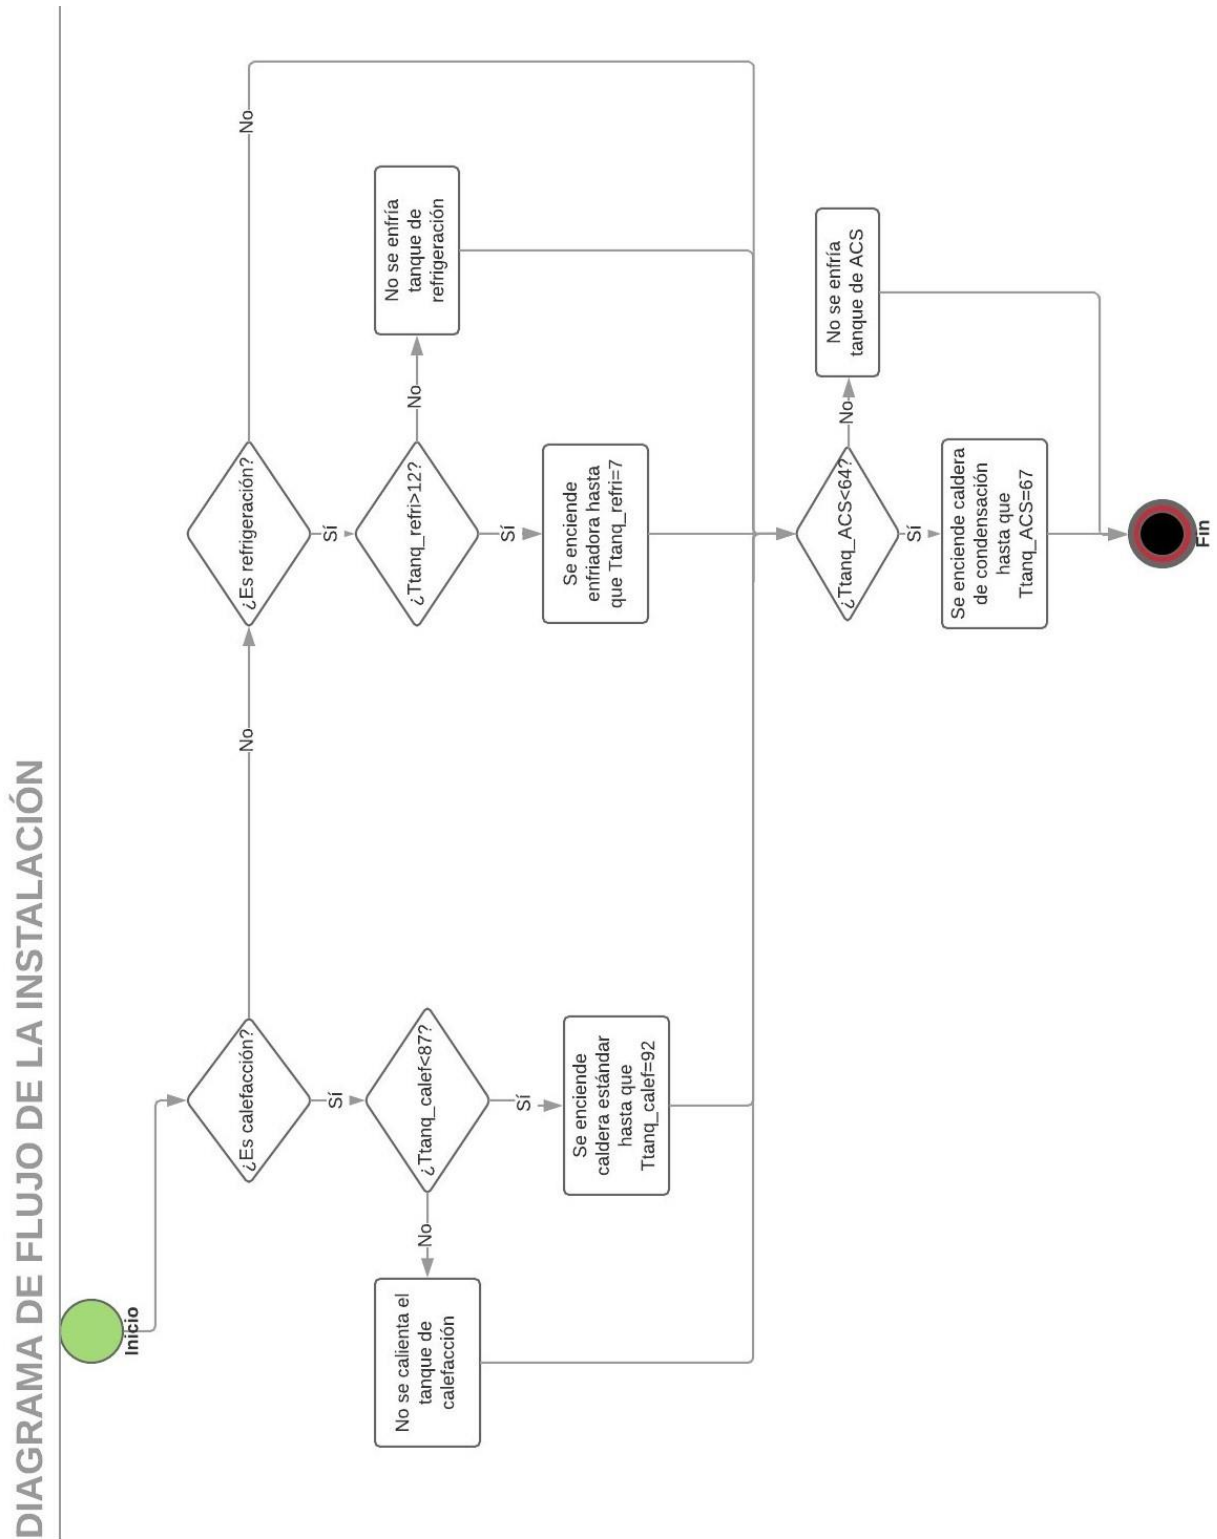 DIAGRAMA DE FLUJO DE LA INSTALACIÓN
Inicio
¿Es calefacción?
No
¿Es refrigeración?
No
Sí
Sí
¿Ttanq_calef<87?
No
No se calienta el
tanque de
calefacción
Sí
Se enciende
caldera estándar
hasta que
Ttanq_calef=92
¿Ttanq_refri>12?
No
No se enfría
tanque de
refrigeración
Sí
Se enciende
enfriadora hasta
que Ttanq_refri=7
¿Ttanq_ACS<64?
No
No se enfría
tanque de ACS
Sí
Se enciende caldera
de condensación
hasta que
Ttanq_ACS=67
Fin